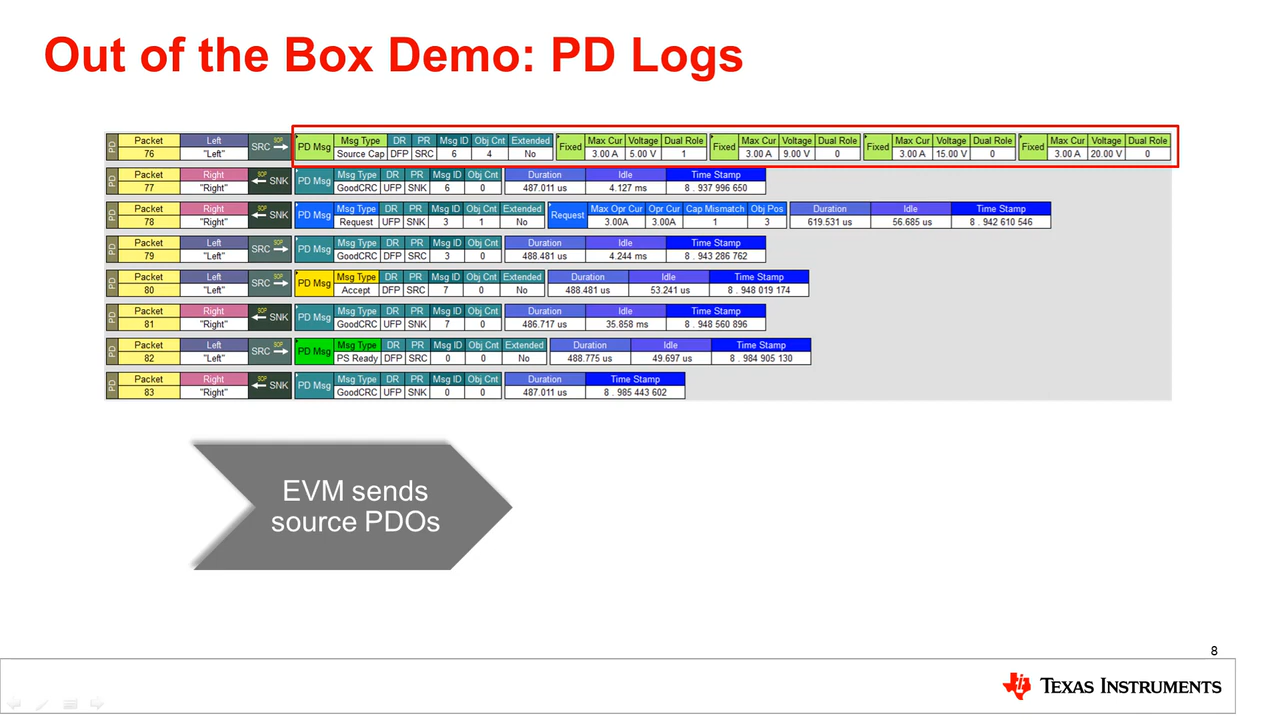 Out of the Box Demo: PD Logs
PD Packet Left SRC SOP PD Msg Msg Type DR PR Msg ID Obj Cnt Extended Fixed Max Cur Voltage Dual Role Fixed Max Cur Voltage Dual Role Fixed Max Cur Voltage Dual Role Fixed Max Cur Voltage Dual Role
76 "Left" Source Cap DFP SRC 6 4 No 3.00 A 5.00 V 1 3.00 A 9.00 V 0 3.00 A 15.00 V 0 3.00 A 20.00 V 0
PD Packet Right SOP SNK PD Msg Msg Type DR PR Msg ID Obj Cnt Duration Idle Time Stamp
77 "Right" GoodCRC UFP SNK 6 0 487.011 us 4.127 ms 8 . 937 996 650
PD Packet Right SOP SNK PD Msg Msg Type DR PR Msg ID Obj Cnt Extended Request Max Opr Cur Opr Cur Cap Mismatch Obj Pos Duration Idle Time Stamp
78 "Right" Request UFP SNK 3 1 No 3.00A 3.00A 1 3 619.531 us 56.685 us 8 . 942 610 546
PD Packet Left SRC SOP PD Msg Msg Type DR PR Msg ID Obj Cnt Duration Idle Time Stamp
79 "Left" GoodCRC DFP SRC 3 0 488.481 us 4.244 ms 8 . 943 286 762
PD Packet Left SRC SOP PD Msg Msg Type DR PR Msg ID Obj Cnt Extended Duration Idle Time Stamp
80 "Left" Accept DFP SRC 7 0 No 488.481 us 53.241 us 8 . 948 019 174
PD Packet Right SOP SNK PD Msg Msg Type DR PR Msg ID Obj Cnt Duration Idle Time Stamp
81 "Right" GoodCRC UFP SNK 7 0 486.717 us 35.858 ms 8 . 948 560 896
PD Packet Left SRC SOP PD Msg Msg Type DR PR Msg ID Obj Cnt Extended Duration Idle Time Stamp
82 "Left" PS Ready DFP SRC 0 0 No 488.775 us 49.697 us 8 . 984 905 130
PD Packet Right SOP SNK PD Msg Msg Type DR PR Msg ID Obj Cnt Duration Time Stamp
83 "Right" GoodCRC UFP SNK 0 0 487.011 us 8 . 985 443 602
EVM sends
source PDOs
8
TEXAS INSTRUMENTS